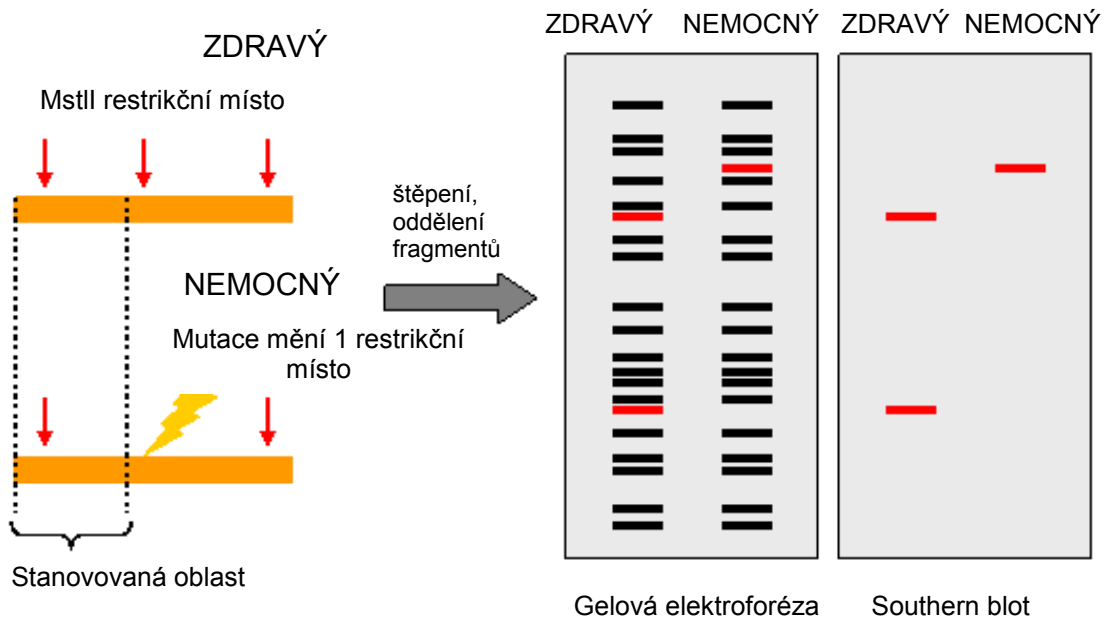 ZDRAVÝ
MstII restrikční místo
NEMOCNÝ
Mutace mění 1 restrikční
místo
Stanovovaná oblast
štěpení,
oddělení
fragmentů
ZDRAVÝ NEMOCNÝ
ZDRAVÝ NEMOCNÝ
Gelová elektroforéza
Southern blot